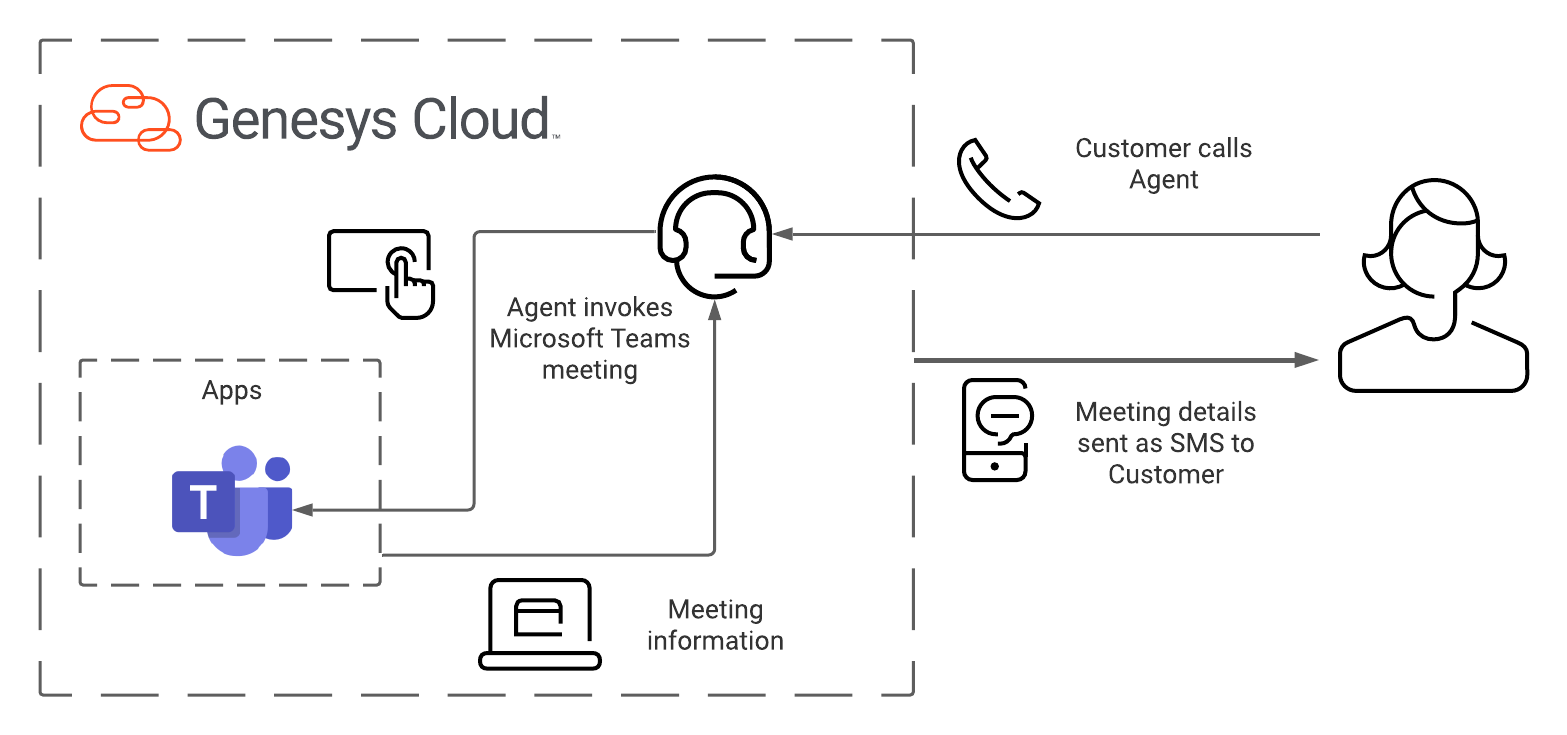 Genesys Cloud™
Customer calls
Agent
Agent invokes
Microsoft Teams
meeting
Apps
T
Meeting details
sent as SMS to
Customer
Meeting
information